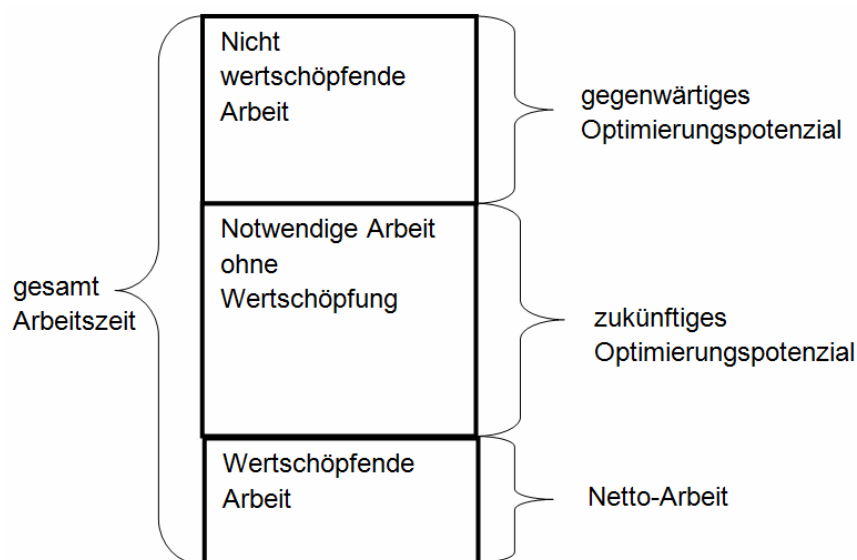 Nicht
wertschöpfende
Arbeit
gegenwärtiges
Optimierungspotenzial
Notwendige Arbeit
ohne
Wertschöpfung
gesamt
Arbeitszeit
zukünftiges
Optimierungspotenzial
Wertschöpfende
Arbeit
Netto-Arbeit